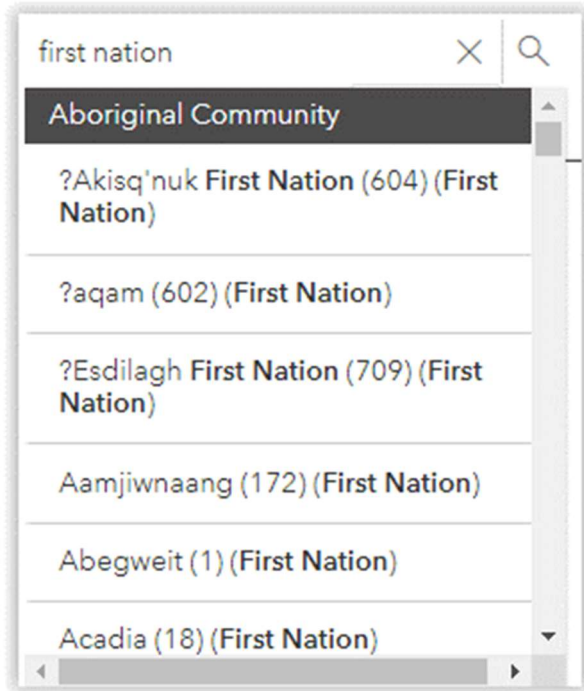 first nation
Aboriginal Community
?Akisq'nuk First Nation (604) (First
Nation)
?aqam (602) (First Nation)
?Esdilagh First Nation (709) (First
Nation)
Aamjiwnaang (172) (First Nation)
Abegweit (1) (First Nation)
Acadia (18) (First Nation)